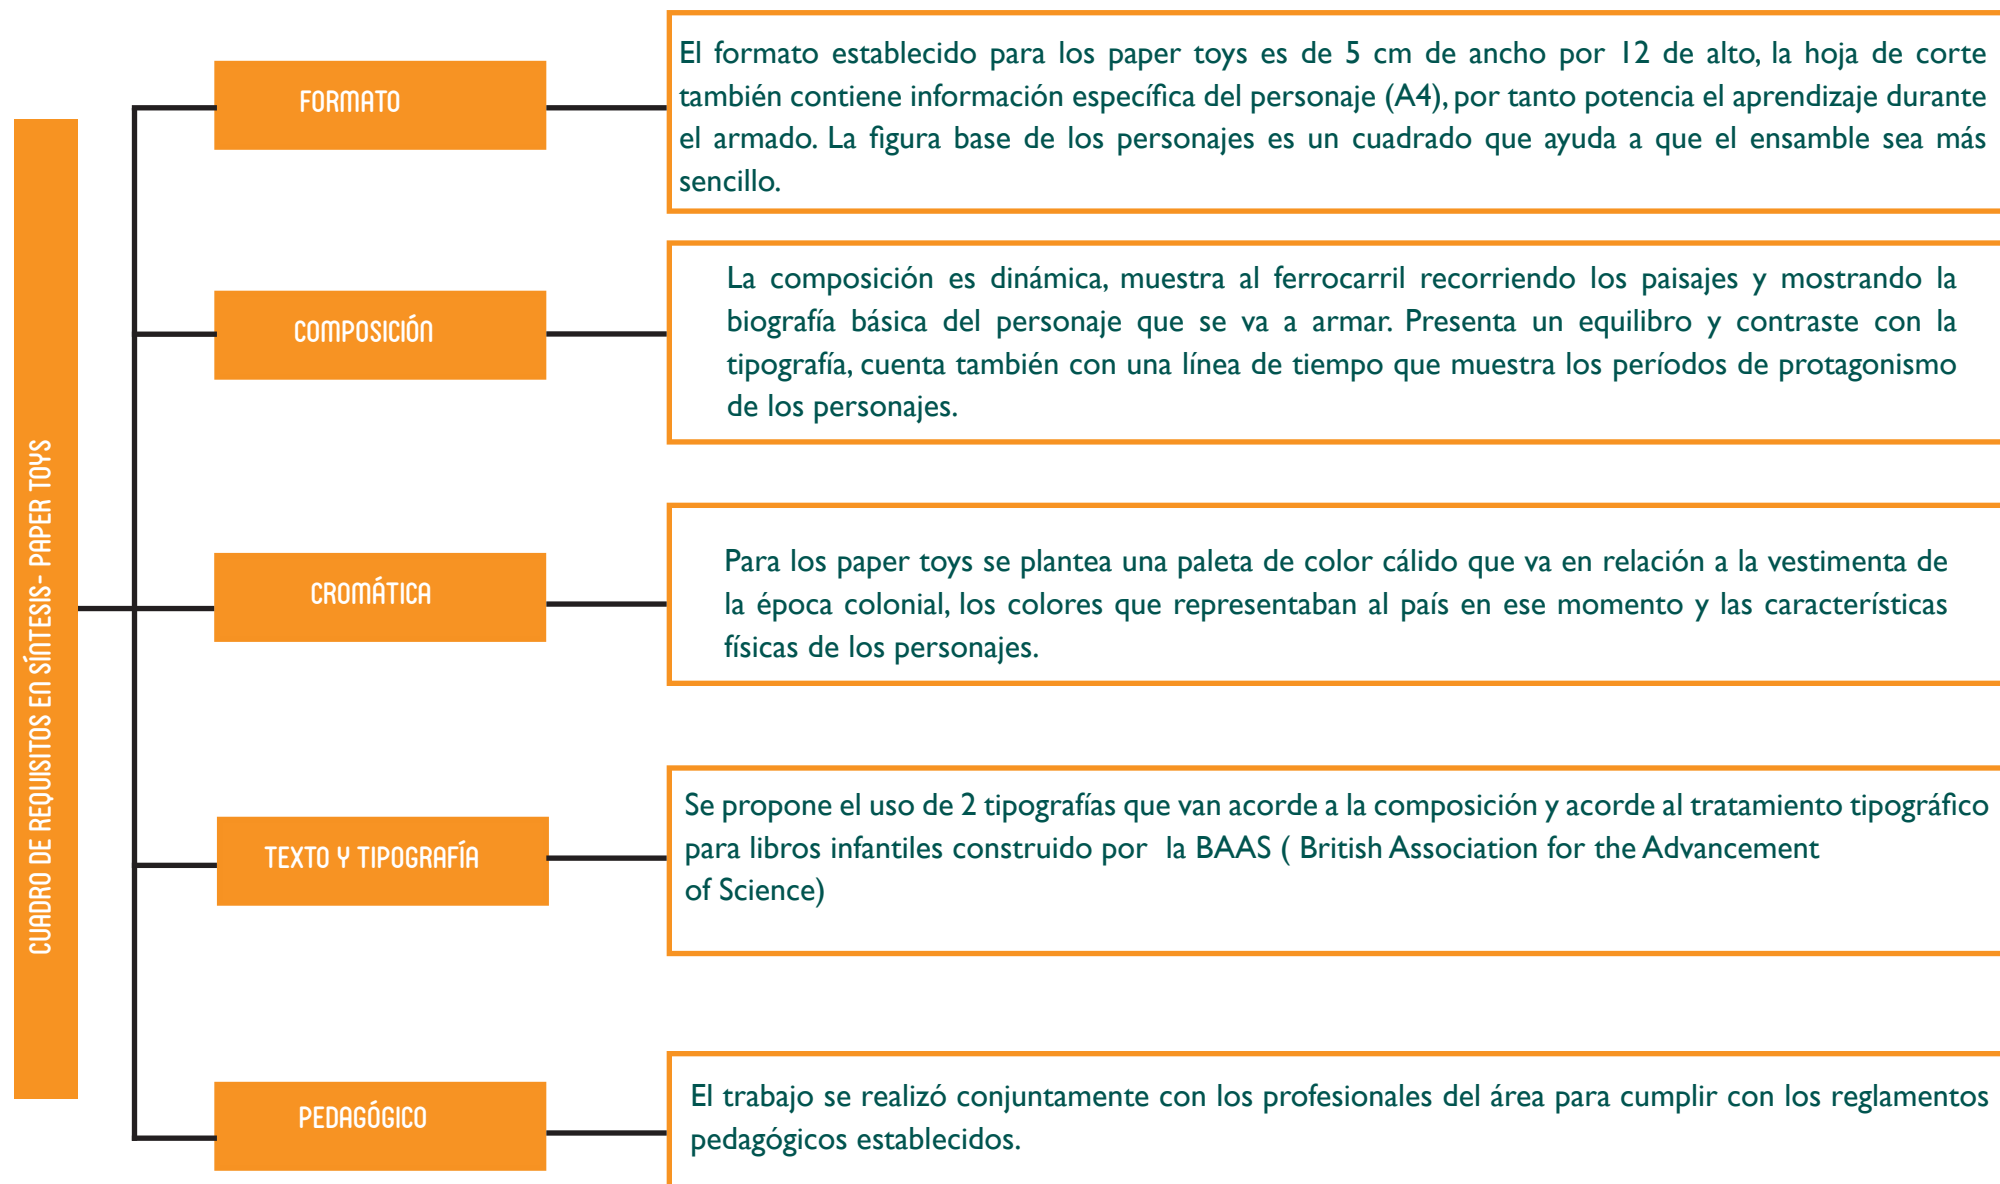 CUADRO DE REQUISITOS EN SÍNTESIS- PAPER TOYS
FORMATO
El formato establecido para los paper toys es de 5 cm de ancho por 12 de alto, la hoja de corte
también contiene información específica del personaje (A4), por tanto potencia el aprendizaje durante
el armado. La figura base de los personajes es un cuadrado que ayuda a que el ensamble sea más
sencillo.
COMPOSICIÓN
La composición es dinámica, muestra al ferrocarril recorriendo los paisajes y mostrando la
biografía básica del personaje que se va a armar. Presenta un equilibro y contraste con la
tipografía, cuenta también con una línea de tiempo que muestra los períodos de protagonismo
de los personajes.
CROMÁTICA
Para los paper toys se plantea una paleta de color cálido que va en relación a la vestimenta de
la época colonial, los colores que representaban al país en ese momento y las características
físicas de los personajes.
TEXTO Y TIPOGRAFÍA
Se propone el uso de 2 tipografías que van acorde a la composición y acorde al tratamiento tipográfico
para libros infantiles construido por la BAAS ( British Association for the Advancement
of Science)
PEDAGÓGICO
El trabajo se realizó conjuntamente con los profesionales del área para cumplir con los reglamentos
pedagógicos establecidos.